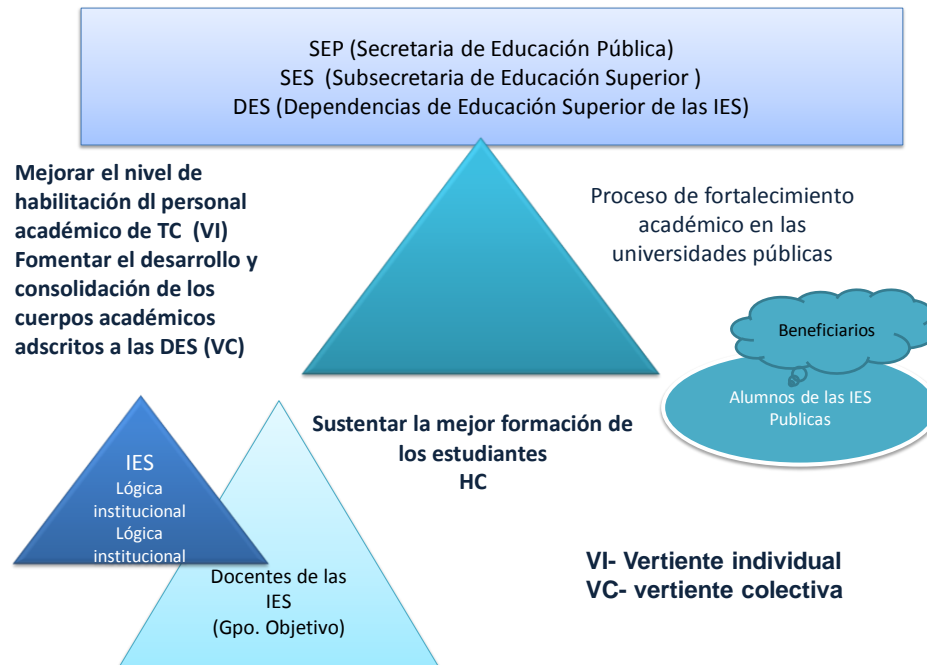 SEP (Secretaria de Educación Pública)
SES (Subsecretaria de Educación Superior )
DES (Dependencias de Educación Superior de las IES)
Mejorar el nivel de
habilitación dl personal
académico de TC (VI)
Fomentar el desarrollo y
consolidación de los
cuerpos académicos
adscritos a las DES (VC)
Proceso de fortalecimiento
académico en las
universidades públicas
Beneficiarios
Alumnos de las IES
Publicas
Sustentar la mejor formación de
los estudiantes
HC
IES
Lógica
institucional
Lógica
institucional
Docentes de las
IES
(Gpo. Objetivo)
VI- Vertiente individual
VC- vertiente colectiva